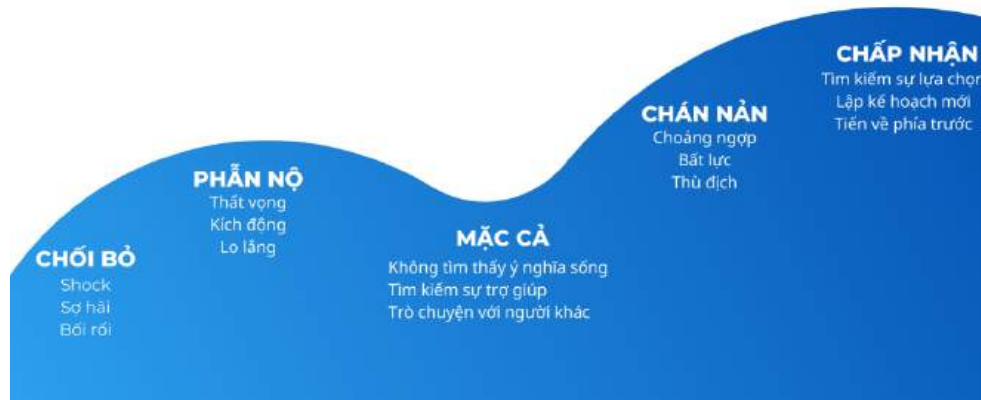 CHỐI BỎ
Shock
Sợ hãi
Bối rối
PHẪN NỘ
Thất vọng
Kích động
Lo lắng
MẶC CẢ
Không tìm thấy ý nghĩa sống
Tìm kiếm sự trợ giúp
Trò chuyện với người khác
CHÁN NẢN
Choáng ngợp
Bất lực
Thù địch
CHẤP NHẬN
Tìm kiếm sự lựa chọn
Lập kế hoạch mới
Tiến về phía trước